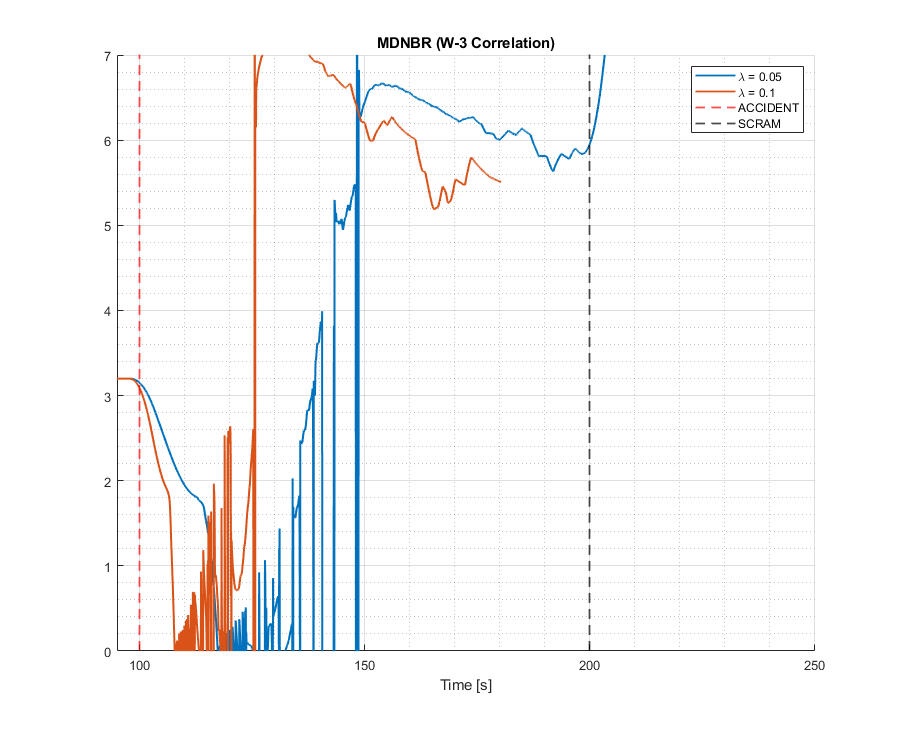 MDNBR (W-3 Correlation)
7
6
5
4
3
2
1
0
λ = 0.05
λ = 0.1
ACCIDENT
SCRAM
100
150
200
250
Time [s]